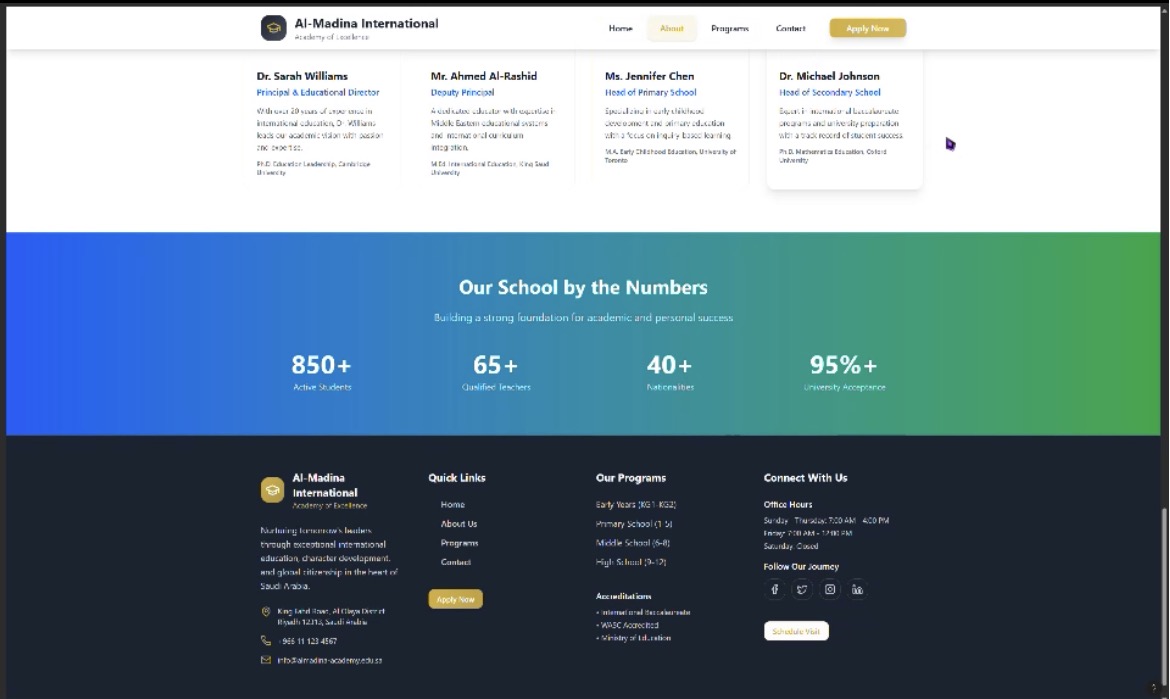 Al-Madina International
Academy of Excellence
Home
About
Programs
Contact
Apply Now
Dr. Sarah Williams
Principal & Educational Director
With over 20 years of experience in
international education, Dr. Williams
leads our academic vision with passion
and expertise.
Ph.D. Education Leadership, Cambridge
University
Mr. Ahmed Al-Rashid
Deputy Principal
A dedicated educator with expertise in
Middle Eastern educational systems
and international curriculum
integration.
M.Ed. International Education, King Saud
University
Ms. Jennifer Chen
Head of Primary School
Specializing in early childhood
development and primary education
with a focus on inquiry-based learning.
M.A. Early Childhood Education, University of
Toronto
Dr. Michael Johnson
Head of Secondary School
Expert in international baccalaureate
programs and university preparation
with a track record of student success.
Ph.D. Mathematics Education, Oxford
University
Our School by the Numbers
Building a strong foundation for academic and personal success
850+
Active Students
65+
Qualified Teachers
40+
Nationalities
95%+
University Acceptance
Al-Madina
International
Academy of Excellence
Nurturing tomorrow's leaders
through exceptional international
education, character development,
and global citizenship in the heart of
Saudi Arabia.
King Fahd Road, Al Olaya District
Riyadh 12313, Saudi Arabia
+966 11 123 4567
info@almadina-academy.edu.sa
Quick Links
Home
About Us
Programs
Contact
Apply Now
Our Programs
Early Years (KG1-KG2)
Primary School (1-5)
Middle School (6-8)
High School (9-12)
Accreditations
• International Baccalaureate
• WASC Accredited
• Ministry of Education
Connect With Us
Office Hours
Sunday - Thursday: 7:00 AM - 4:00 PM
Friday: 7:00 AM - 12:00 PM
Saturday: Closed
Follow Our Journey
Schedule Visit